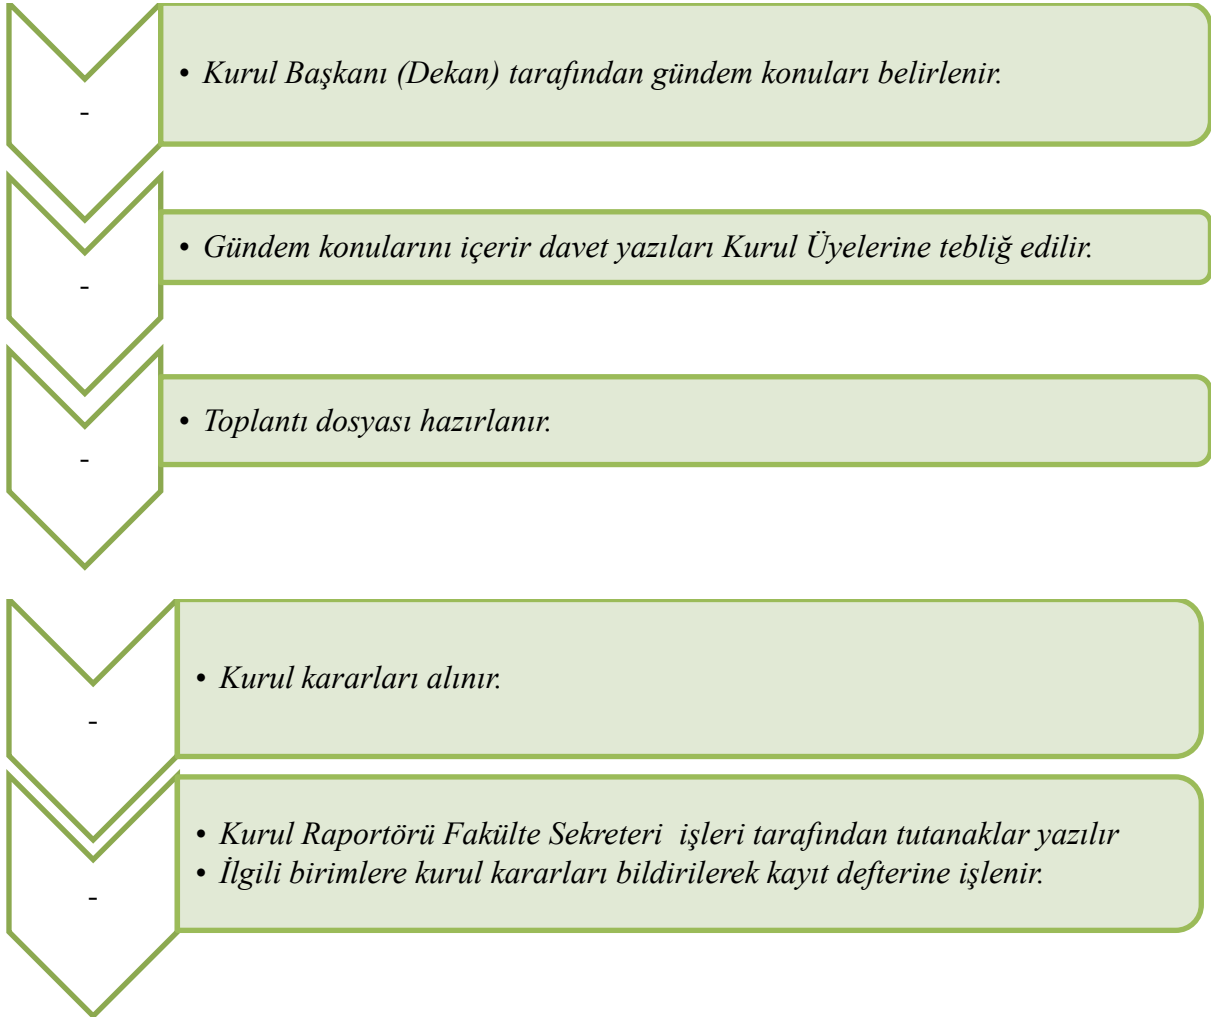 -
• Kurul Başkanı (Dekan) tarafından gündem konuları belirlenir.
-
• Gündem konularını içerir davet yazıları Kurul Üyelerine tebliğ edilir.
-
• Toplantı dosyası hazırlanır.
-
• Kurul kararları alınır.
-
• Kurul Raportörü Fakülte Sekreteri  işleri tarafından tutanaklar yazılır
• İlgili birimlere kurul kararları bildirilerek kayıt defterine işlenir.